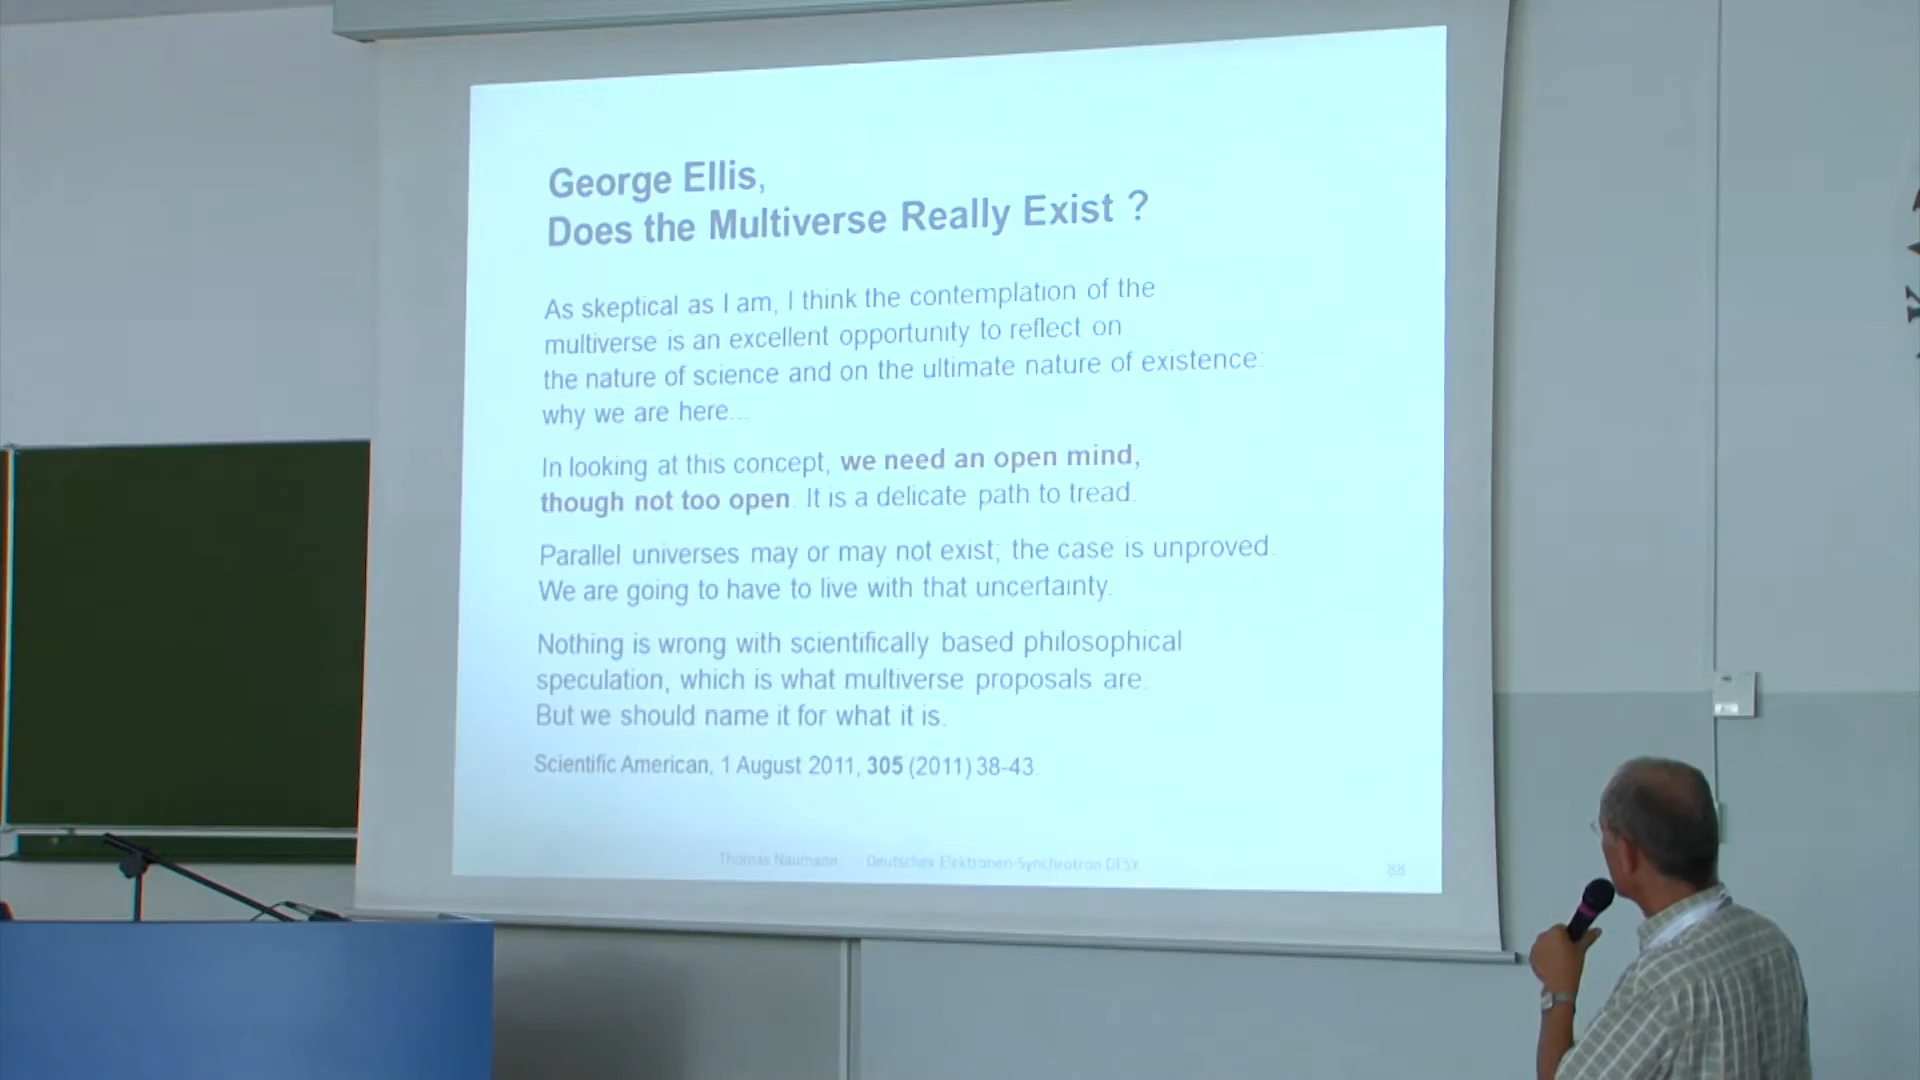 George Ellis,
Does the Multiverse Really Exist ?
As skeptical as I am, I think the contemplation of the
multiverse is an excellent opportunity to reflect on
the nature of science and on the ultimate nature of existence:
why we are here...
In looking at this concept, we need an open mind,
though not too open. It is a delicate path to tread.
Parallel universes may or may not exist; the case is unproved.
We are going to have to live with that uncertainty.
Nothing is wrong with scientifically based philosophical
speculation, which is what multiverse proposals are.
But we should name it for what it is.
Scientific American, 1 August 2011, 305 (2011) 38-43.
Thomas Naumann Deutsches Elektronen-Synchrotron DESY 88